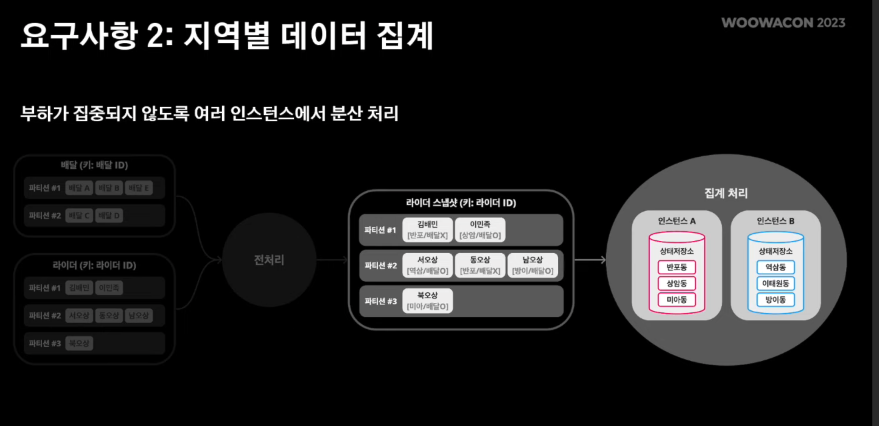 요구사항 2: 지역별 데이터 집계
WOOWACON 2023
부하가 집중되지 않도록 여러 인스턴스에서 분산 처리
배달 (키: 배달 ID)
파티션 #1 배달 A 배달 B 배달 E
파티션 #2 배달 C 배달 D
라이더 (키: 라이더 ID)
파티션 #1 김배민 이민족
파티션 #2 서오상 동오상 남오상
파티션 #3 북오상
전처리
라이더 스냅샷 (키: 라이더 ID)
파티션 #1
김배민
[반포/배달X]
이민족
[상암/배달O]
파티션 #2
서오상
[역삼/배달O]
동오상
[반포/배달X]
남오상
[방이/배달O]
파티션 #3
북오상
[미아/배달O]
집계 처리
인스턴스 A
상태저장소
반포동
상암동
미아동
인스턴스 B
상태저장소
역삼동
이태원동
방이동